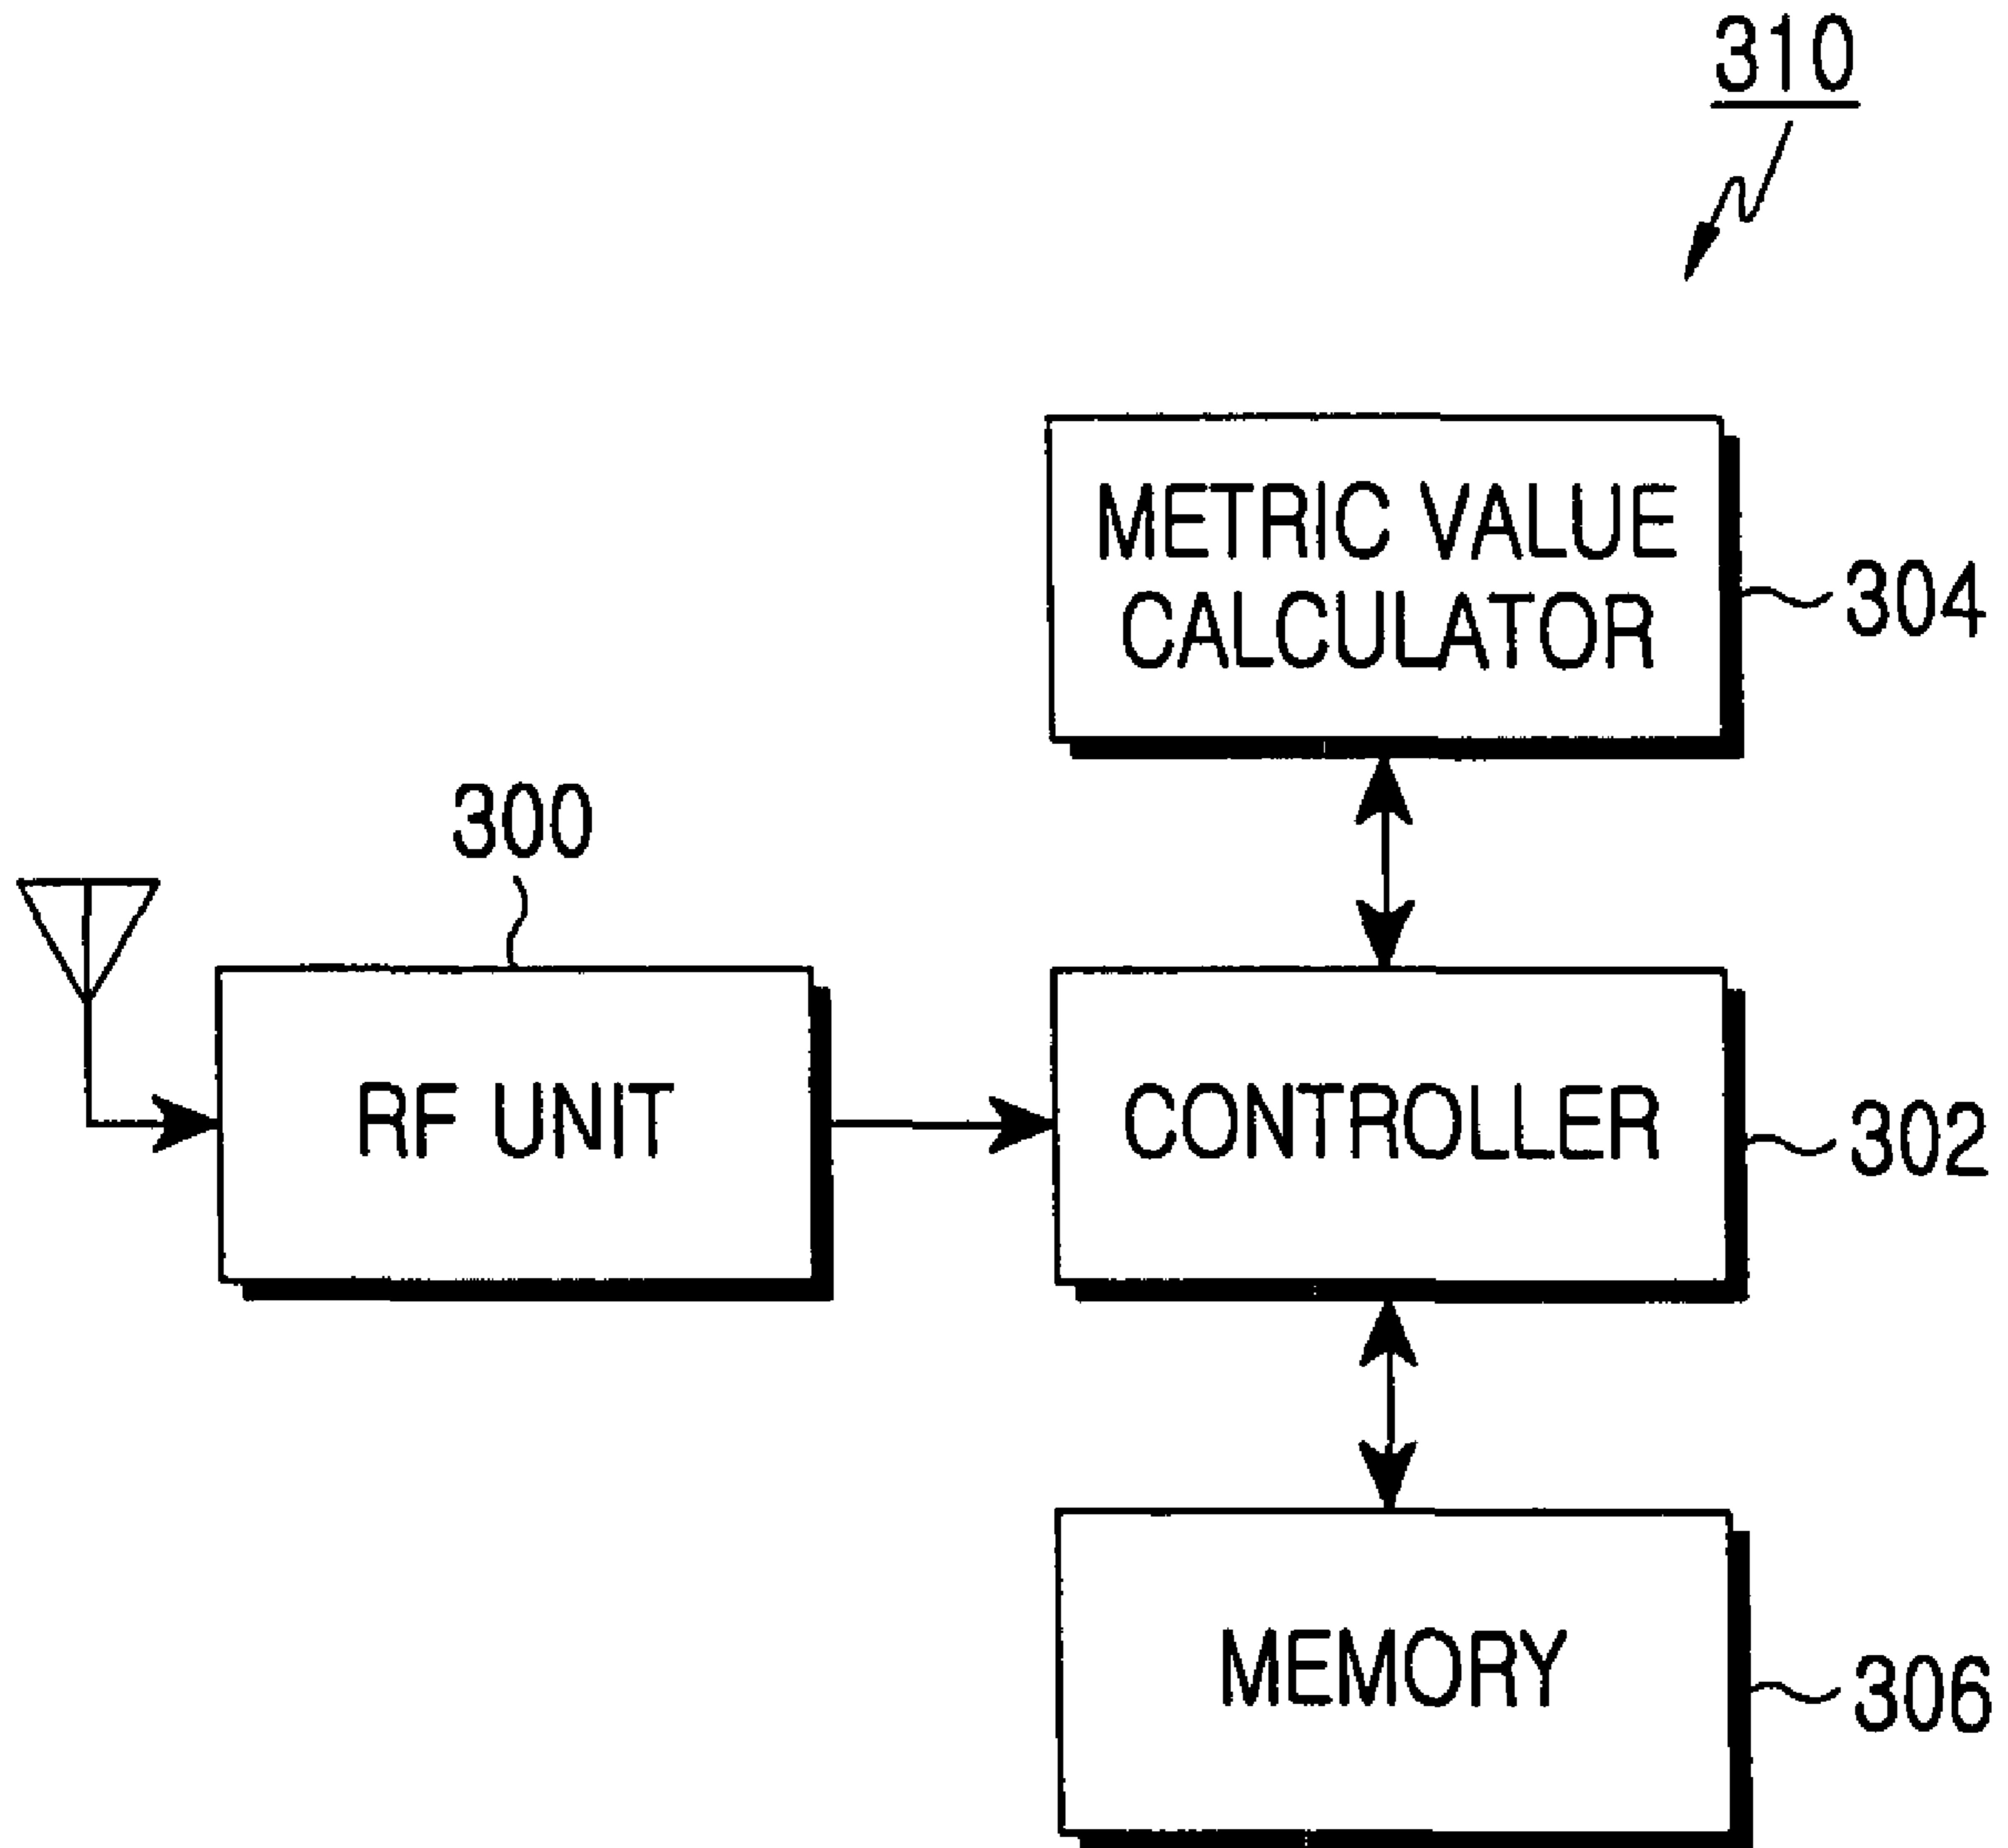 310
METRIC VALUE
CALCULATOR
304
300
RF UNIT
CONTROLLER
302
MEMORY
306